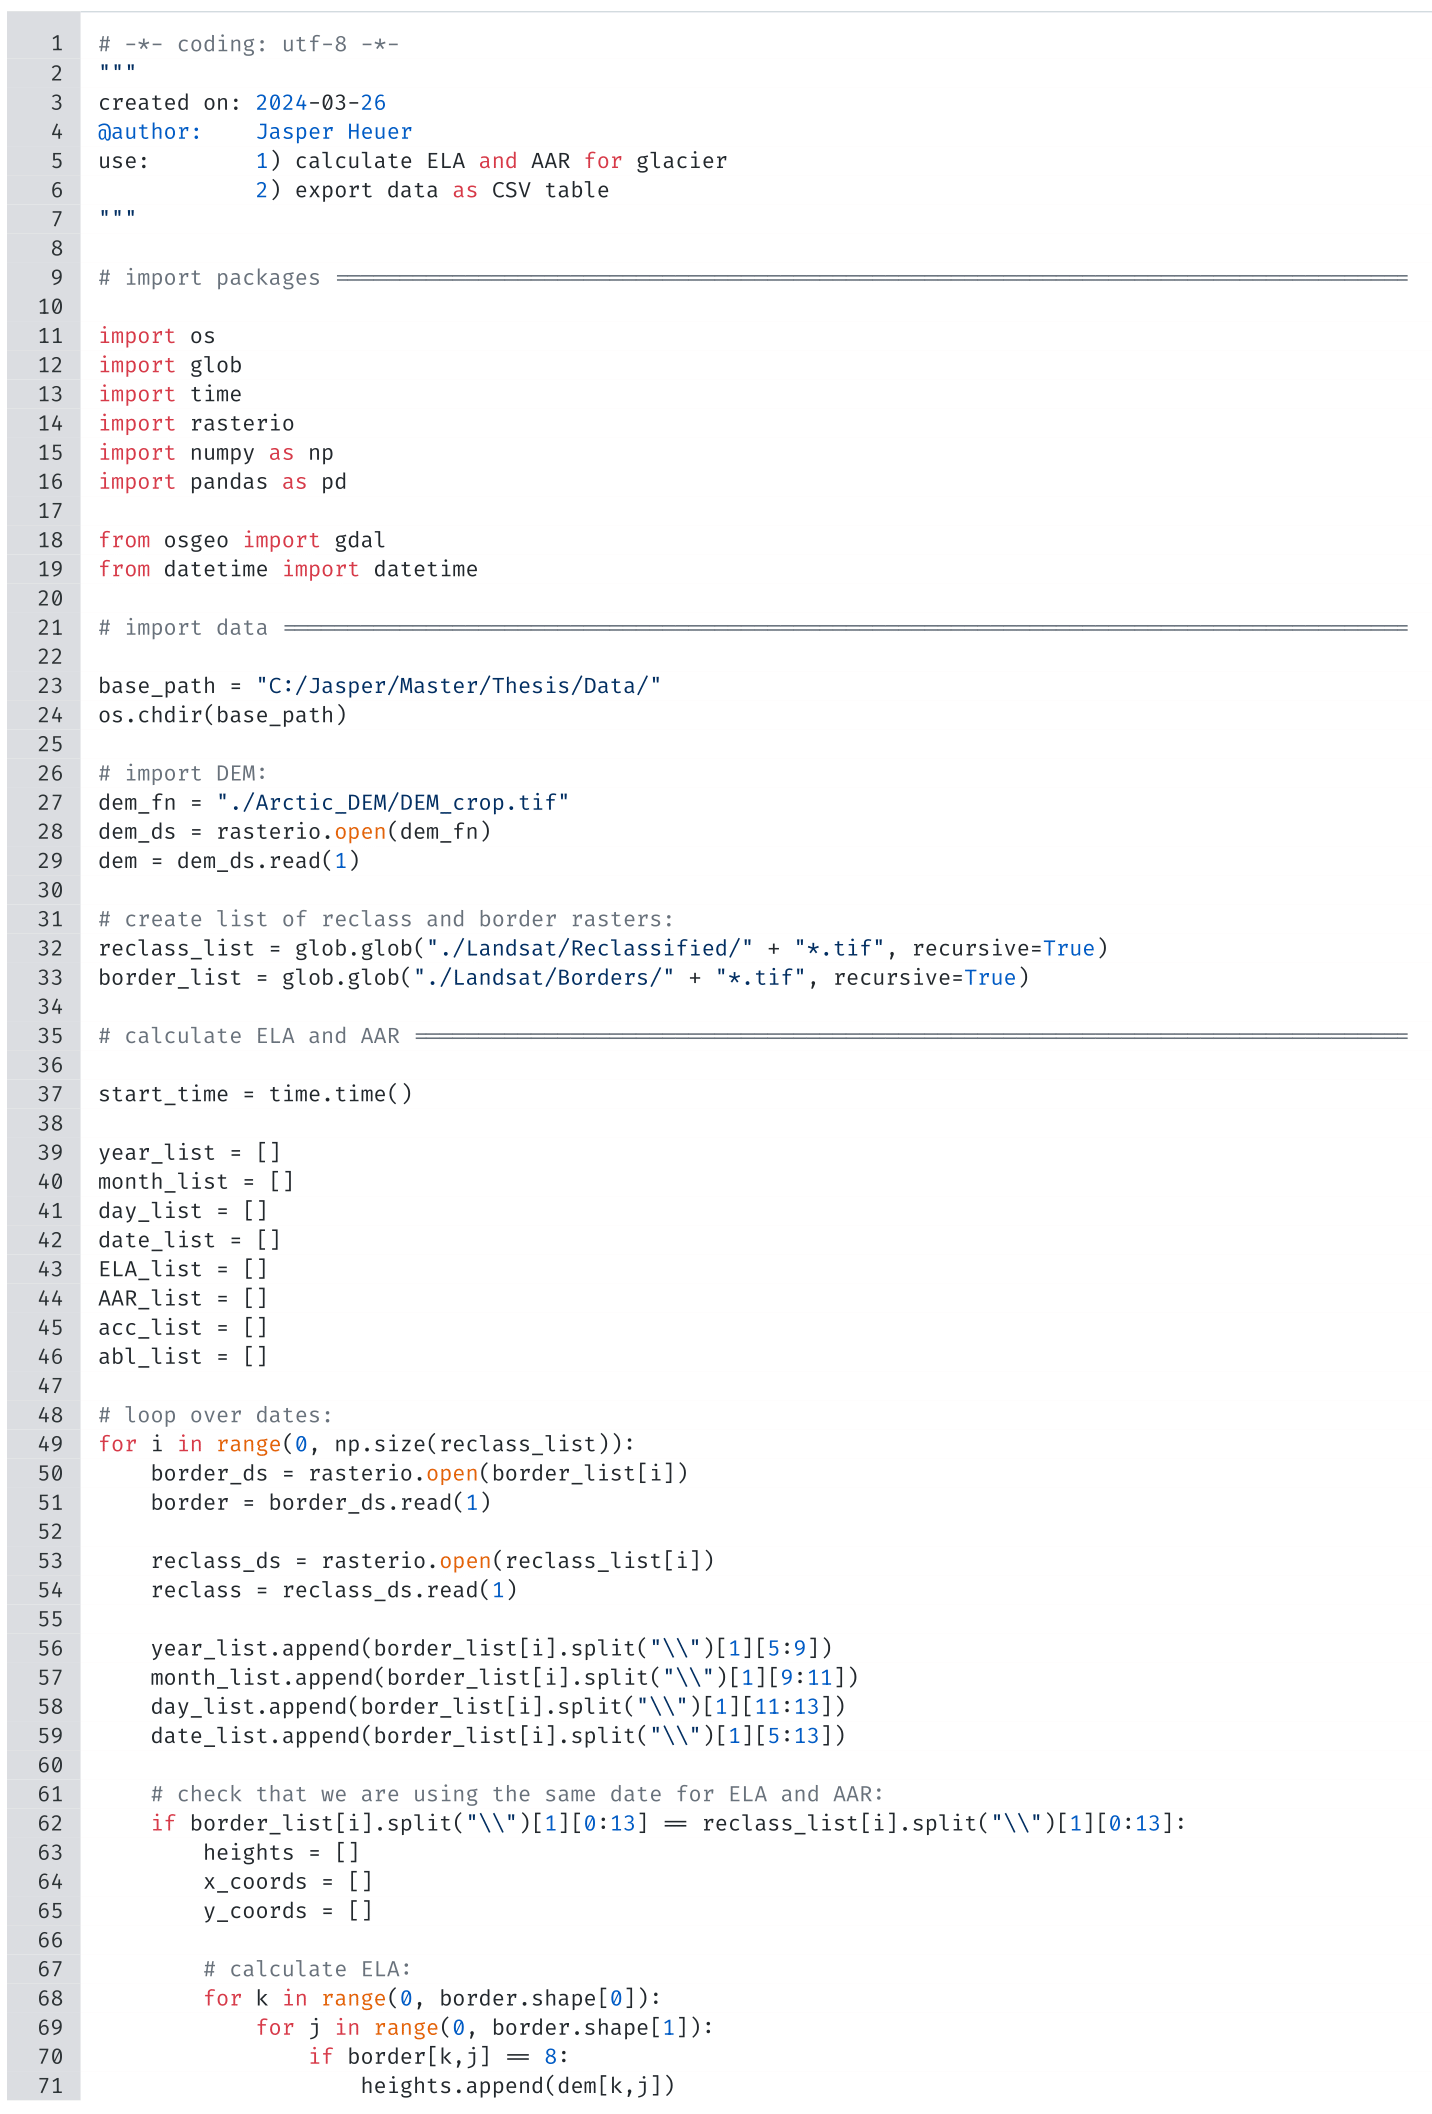 1 # -*- coding: utf-8 -*-
2 """
3 created on: 2024-03-26
4 @author:    Jasper Heuer
5 use:        1) calculate ELA and AAR for glacier
6             2) export data as CSV table
7 """
8
9 # import packages ==================================================================================
10
11 import os
12 import glob
13 import time
14 import rasterio
15 import numpy as np
16 import pandas as pd
17
18 from osgeo import gdal
19 from datetime import datetime
20
21 # import data ======================================================================================
22
23 base_path = "C:/Jasper/Master/Thesis/Data/"
24 os.chdir(base_path)
25
26 # import DEM:
27 dem_fn = "./Arctic_DEM/DEM_crop.tif"
28 dem_ds = rasterio.open(dem_fn)
29 dem = dem_ds.read(1)
30
31 # create list of reclass and border rasters:
32 reclass_list = glob.glob("./Landsat/Reclassified/" + "*.tif", recursive=True)
33 border_list = glob.glob("./Landsat/Borders/" + "*.tif", recursive=True)
34
35 # calculate ELA and AAR ============================================================================
36
37 start_time = time.time()
38
39 year_list = []
40 month_list = []
41 day_list = []
42 date_list = []
43 ELA_list = []
44 AAR_list = []
45 acc_list = []
46 abl_list = []
47
48 # loop over dates:
49 for i in range(0, np.size(reclass_list)):
50     border_ds = rasterio.open(border_list[i])
51     border = border_ds.read(1)
52
53     reclass_ds = rasterio.open(reclass_list[i])
54     reclass = reclass_ds.read(1)
55
56     year_list.append(border_list[i].split("\\")[1][5:9])
57     month_list.append(border_list[i].split("\\")[1][9:11])
58     day_list.append(border_list[i].split("\\")[1][11:13])
59     date_list.append(border_list[i].split("\\")[1][5:13])
60
61     # check that we are using the same date for ELA and AAR:
62     if border_list[i].split("\\")[1][0:13] == reclass_list[i].split("\\")[1][0:13]:
63         heights = []
64         x_coords = []
65         y_coords = []
66
67         # calculate ELA:
68         for k in range(0, border.shape[0]):
69             for j in range(0, border.shape[1]):
70                 if border[k,j] == 8:
71                     heights.append(dem[k,j])